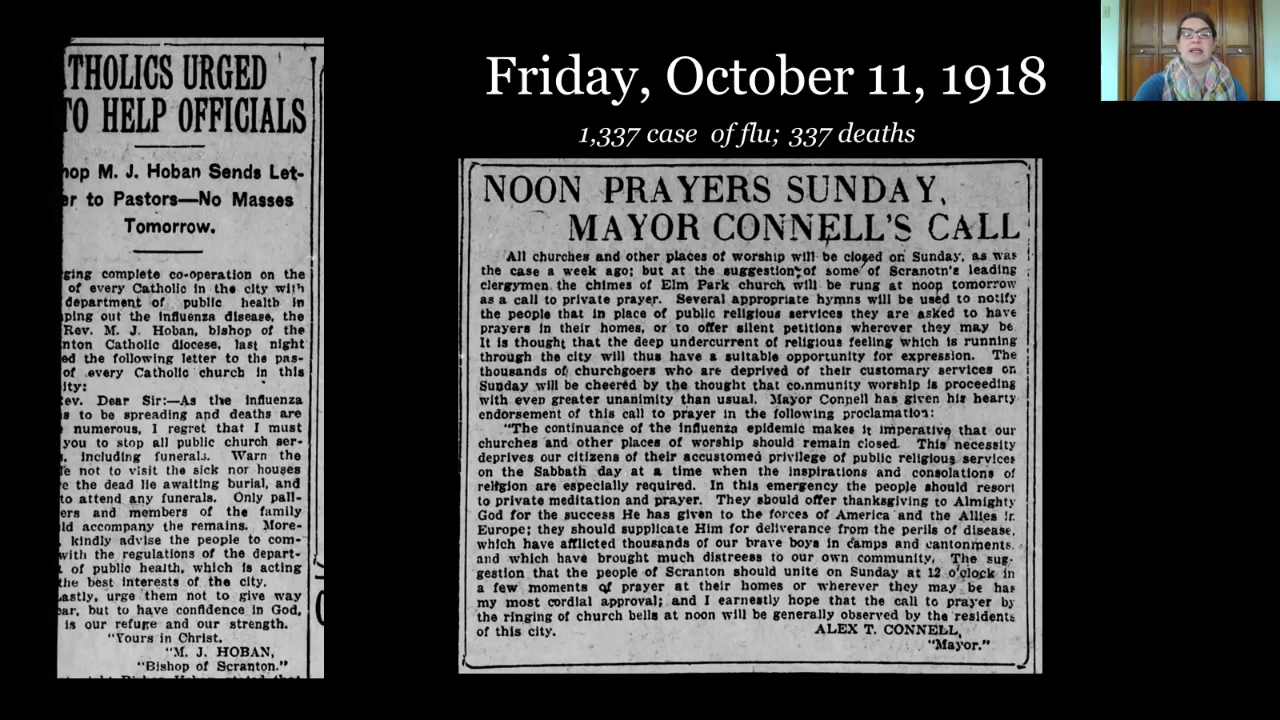 THOLICS URGED
TO HELP OFFICIALS
hop M. J. Hoban Sends Let-
er to Pastors—No Masses
Tomorrow.
ging complete co-operation on the
of every Catholic in the city with
department of public health in
ping out the influenza disease, the
Rev. M. J. Hoban, bishop of the
nton Catholic diocese, last night
ed the following letter to the pas-
of every Catholic church in this
ity:
ev. Dear Sir:—As the influenza
s to be spreading and deaths are
numerous, I regret that I must
you to stop all public church ser-
, including funerals. Warn the
e not to visit the sick nor houses
e the dead lie awaiting burial, and
to attend any funerals. Only pall-
ers and members of the family
ld accompany the remains. More-
kindly advise the people to com-
with the regulations of the depart-
t of public health, which is acting
the best interests of the city.
astly, urge them not to give way
ear, but to have confidence in God,
is our refuge and our strength.
"Yours in Christ,
"M. J. HOBAN,
"Bishop of Scranton."
Friday, October 11, 1918
1,337 case of flu; 337 deaths
NOON PRAYERS SUNDAY,
MAYOR CONNELL'S CALL
All churches and other places of worship will be closed on Sunday, as was
the case a week ago; but at the suggestion of some of Scranotn's leading
clergymen the chimes of Elm Park church will be rung at noon tomorrow
as a call to private prayer. Several appropriate hymns will be used to notify
the people that in place of public religious services they are asked to have
prayers in their homes, or to offer silent petitions wherever they may be.
It is thought that the deep undercurrent of religious feeling which is running
through the city will thus have a suitable opportunity for expression. The
thousands of churchgoers who are deprived of their customary services on
Sunday will be cheered by the thought that community worship is proceeding
with even greater unanimity than usual. Mayor Connell has given his hearty
endorsement of this call to prayer in the following proclamation:
"The continuance of the influenza epidemic makes it imperative that our
churches and other places of worship should remain closed. This necessity
deprives our citizens of their accustomed privilege of public religious services
on the Sabbath day at a time when the inspirations and consolations of
religion are especially required. In this emergency the people should resort
to private meditation and prayer. They should offer thanksgiving to Almighty
God for the success He has given to the forces of America and the Allies in
Europe; they should supplicate Him for deliverance from the perils of disease,
which have afflicted thousands of our brave boys in camps and cantonments.
and which have brought much distreess to our own community. The sug-
gestion that the people of Scranton should unite on Sunday at 12 o'clock in
a few moments of prayer at their homes or wherever they may be has
my most cordial approval; and I earnestly hope that the call to prayer by
the ringing of church bells at noon will be generally observed by the residents
of this city. ALEX T. CONNELL,
"Mayor."